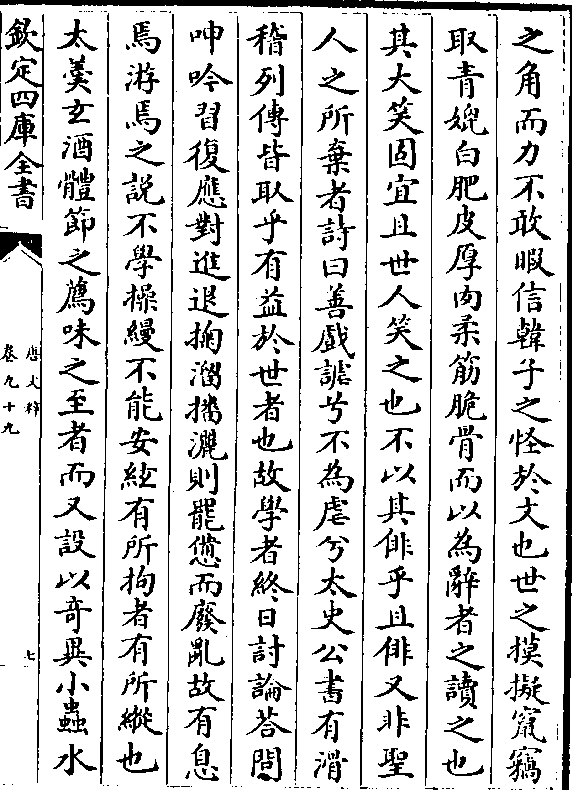 之角而力不敢暇信韓子之怪於文也世之摸擬竄竊
取青媲白肥皮厚肉柔筋脆骨而以為辭者之讀之也
其大笑固宜且世人笑之也不以其俳乎且俳又非聖
人之所棄者詩曰善戲謔兮不為虐兮太史公書有滑
稽列傳皆取乎有益於世者也故學者終日討論荅問
呻吟習復應對進退掬溜播灑則罷憊而廢亂故有息
焉游焉之説不學操縵不能安絃有所拘者有所縱也
太羮玄酒體節之薦味之至者而又設以竒異小蟲水
欽定四庫全書
唐文粹
卷九十九
七